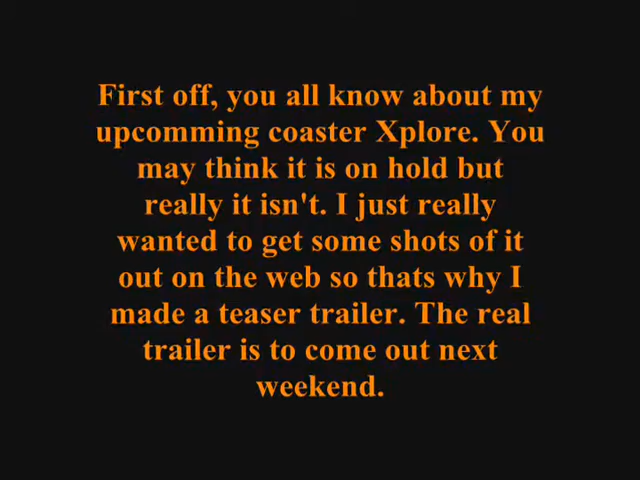 First off, you all know about my
upcomming coaster Xplore. You
may think it is on hold but
really it isn't. I just really
wanted to get some shots of it
out on the web so thats why I
made a teaser trailer. The real
trailer is to come out next
weekend.